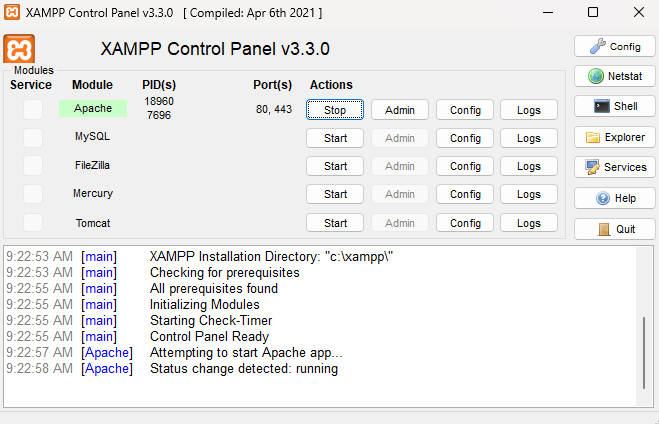 XAMPP Control Panel v3.3.0 [ Compiled: Apr 6th 2021 ]
XAMPP Control Panel v3.3.0
Config
Modules
Service Module PID(s) Port(s) Actions
Netstat
Apache 18960 7696 80, 443 Stop Admin Config Logs
Shell
MySQL Start Admin Config Logs
Explorer
FileZilla Start Admin Config Logs
Services
Mercury Start Admin Config Logs
Help
Tomcat Start Admin Config Logs
Quit
9:22:53 AM [main] XAMPP Installation Directory: "c:\xampp\"
9:22:53 AM [main] Checking for prerequisites
9:22:55 AM [main] All prerequisites found
9:22:55 AM [main] Initializing Modules
9:22:55 AM [main] Starting Check-Timer
9:22:55 AM [main] Control Panel Ready
9:22:57 AM [Apache] Attempting to start Apache app...
9:22:58 AM [Apache] Status change detected: running